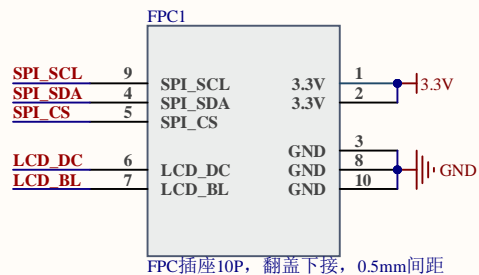 FPC1
SPI_SCL 9 SPI_SCL 3.3V 1 3.3V
SPI_SDA 4 SPI_SDA 3.3V 2
SPI_CS 5 SPI_CS
GND 3
LCD_DC 6 LCD_DC GND 8 GND
LCD_BL 7 LCD_BL GND 10
FPC插座10P，翻盖下接，0.5mm间距